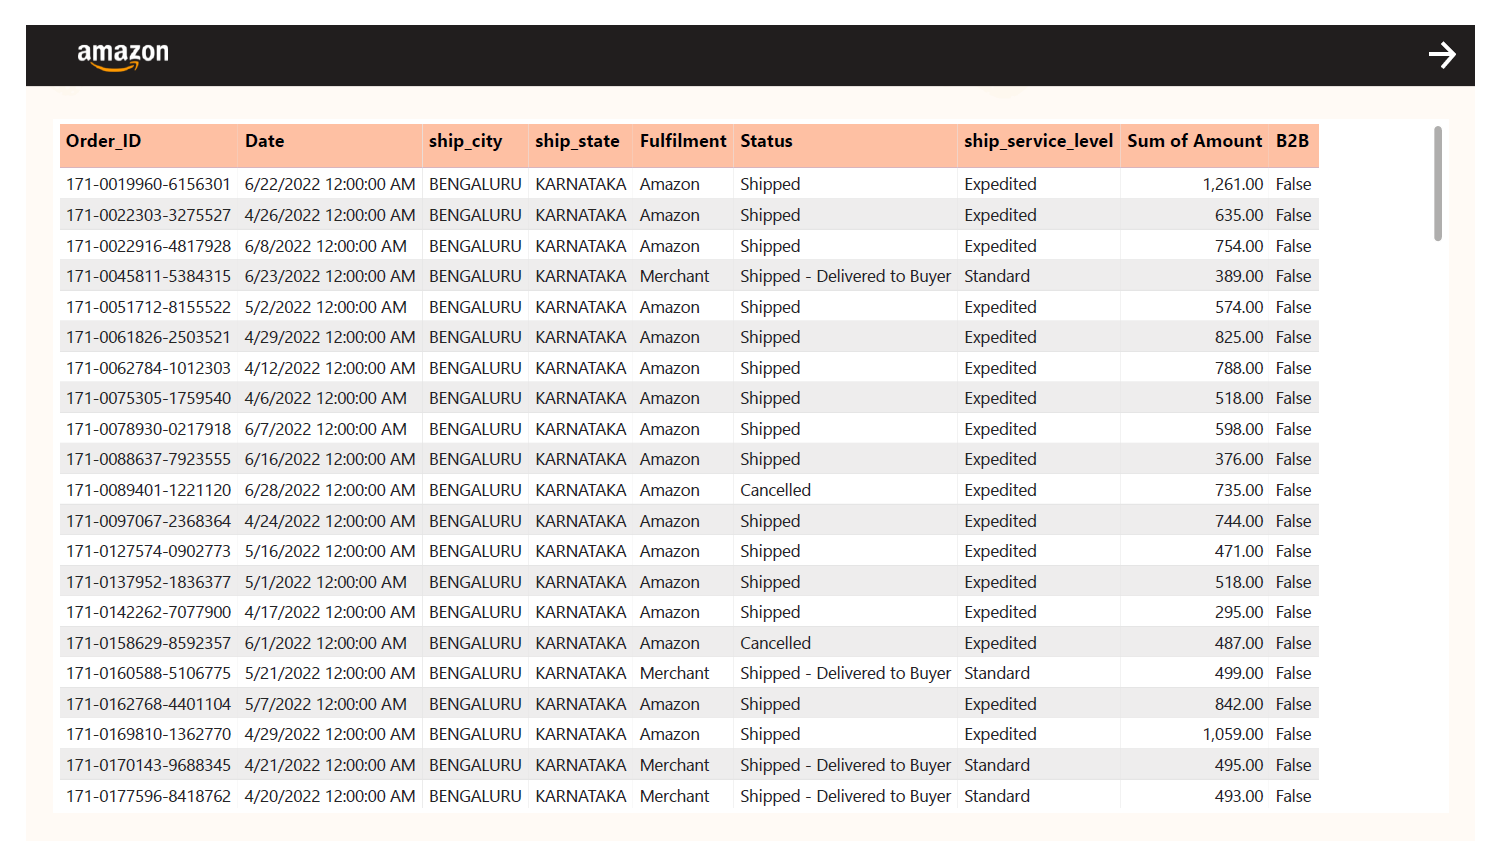 amazon
Order_ID Date ship_city ship_state Fulfilment Status ship_service_level Sum of Amount B2B
171-0019960-6156301 6/22/2022 12:00:00 AM BENGALURU KARNATAKA Amazon Shipped Expedited 1,261.00 False
171-0022303-3275527 4/26/2022 12:00:00 AM BENGALURU KARNATAKA Amazon Shipped Expedited 635.00 False
171-0022916-4817928 6/8/2022 12:00:00 AM BENGALURU KARNATAKA Amazon Shipped Expedited 754.00 False
171-0045811-5384315 6/23/2022 12:00:00 AM BENGALURU KARNATAKA Merchant Shipped - Delivered to Buyer Standard 389.00 False
171-0051712-8155522 5/2/2022 12:00:00 AM BENGALURU KARNATAKA Amazon Shipped Expedited 574.00 False
171-0061826-2503521 4/29/2022 12:00:00 AM BENGALURU KARNATAKA Amazon Shipped Expedited 825.00 False
171-0062784-1012303 4/12/2022 12:00:00 AM BENGALURU KARNATAKA Amazon Shipped Expedited 788.00 False
171-0075305-1759540 4/6/2022 12:00:00 AM BENGALURU KARNATAKA Amazon Shipped Expedited 518.00 False
171-0078930-0217918 6/7/2022 12:00:00 AM BENGALURU KARNATAKA Amazon Shipped Expedited 598.00 False
171-0088637-7923555 6/16/2022 12:00:00 AM BENGALURU KARNATAKA Amazon Shipped Expedited 376.00 False
171-0089401-1221120 6/28/2022 12:00:00 AM BENGALURU KARNATAKA Amazon Cancelled Expedited 735.00 False
171-0097067-2368364 4/24/2022 12:00:00 AM BENGALURU KARNATAKA Amazon Shipped Expedited 744.00 False
171-0127574-0902773 5/16/2022 12:00:00 AM BENGALURU KARNATAKA Amazon Shipped Expedited 471.00 False
171-0137952-1836377 5/1/2022 12:00:00 AM BENGALURU KARNATAKA Amazon Shipped Expedited 518.00 False
171-0142262-7077900 4/17/2022 12:00:00 AM BENGALURU KARNATAKA Amazon Shipped Expedited 295.00 False
171-0158629-8592357 6/1/2022 12:00:00 AM BENGALURU KARNATAKA Amazon Cancelled Expedited 487.00 False
171-0160588-5106775 5/21/2022 12:00:00 AM BENGALURU KARNATAKA Merchant Shipped - Delivered to Buyer Standard 499.00 False
171-0162768-4401104 5/7/2022 12:00:00 AM BENGALURU KARNATAKA Amazon Shipped Expedited 842.00 False
171-0169810-1362770 4/29/2022 12:00:00 AM BENGALURU KARNATAKA Amazon Shipped Expedited 1,059.00 False
171-0170143-9688345 4/21/2022 12:00:00 AM BENGALURU KARNATAKA Merchant Shipped - Delivered to Buyer Standard 495.00 False
171-0177596-8418762 4/20/2022 12:00:00 AM BENGALURU KARNATAKA Merchant Shipped - Delivered to Buyer Standard 493.00 False